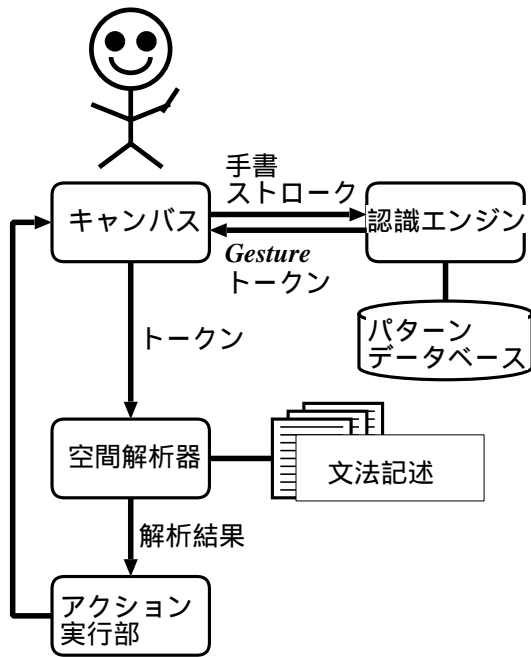 手書
ストローク
キャンバス
認識エンジン
Gesture
トークン
トークン
パターン
データベース
空間解析器
文法記述
解析結果
アクション
実行部